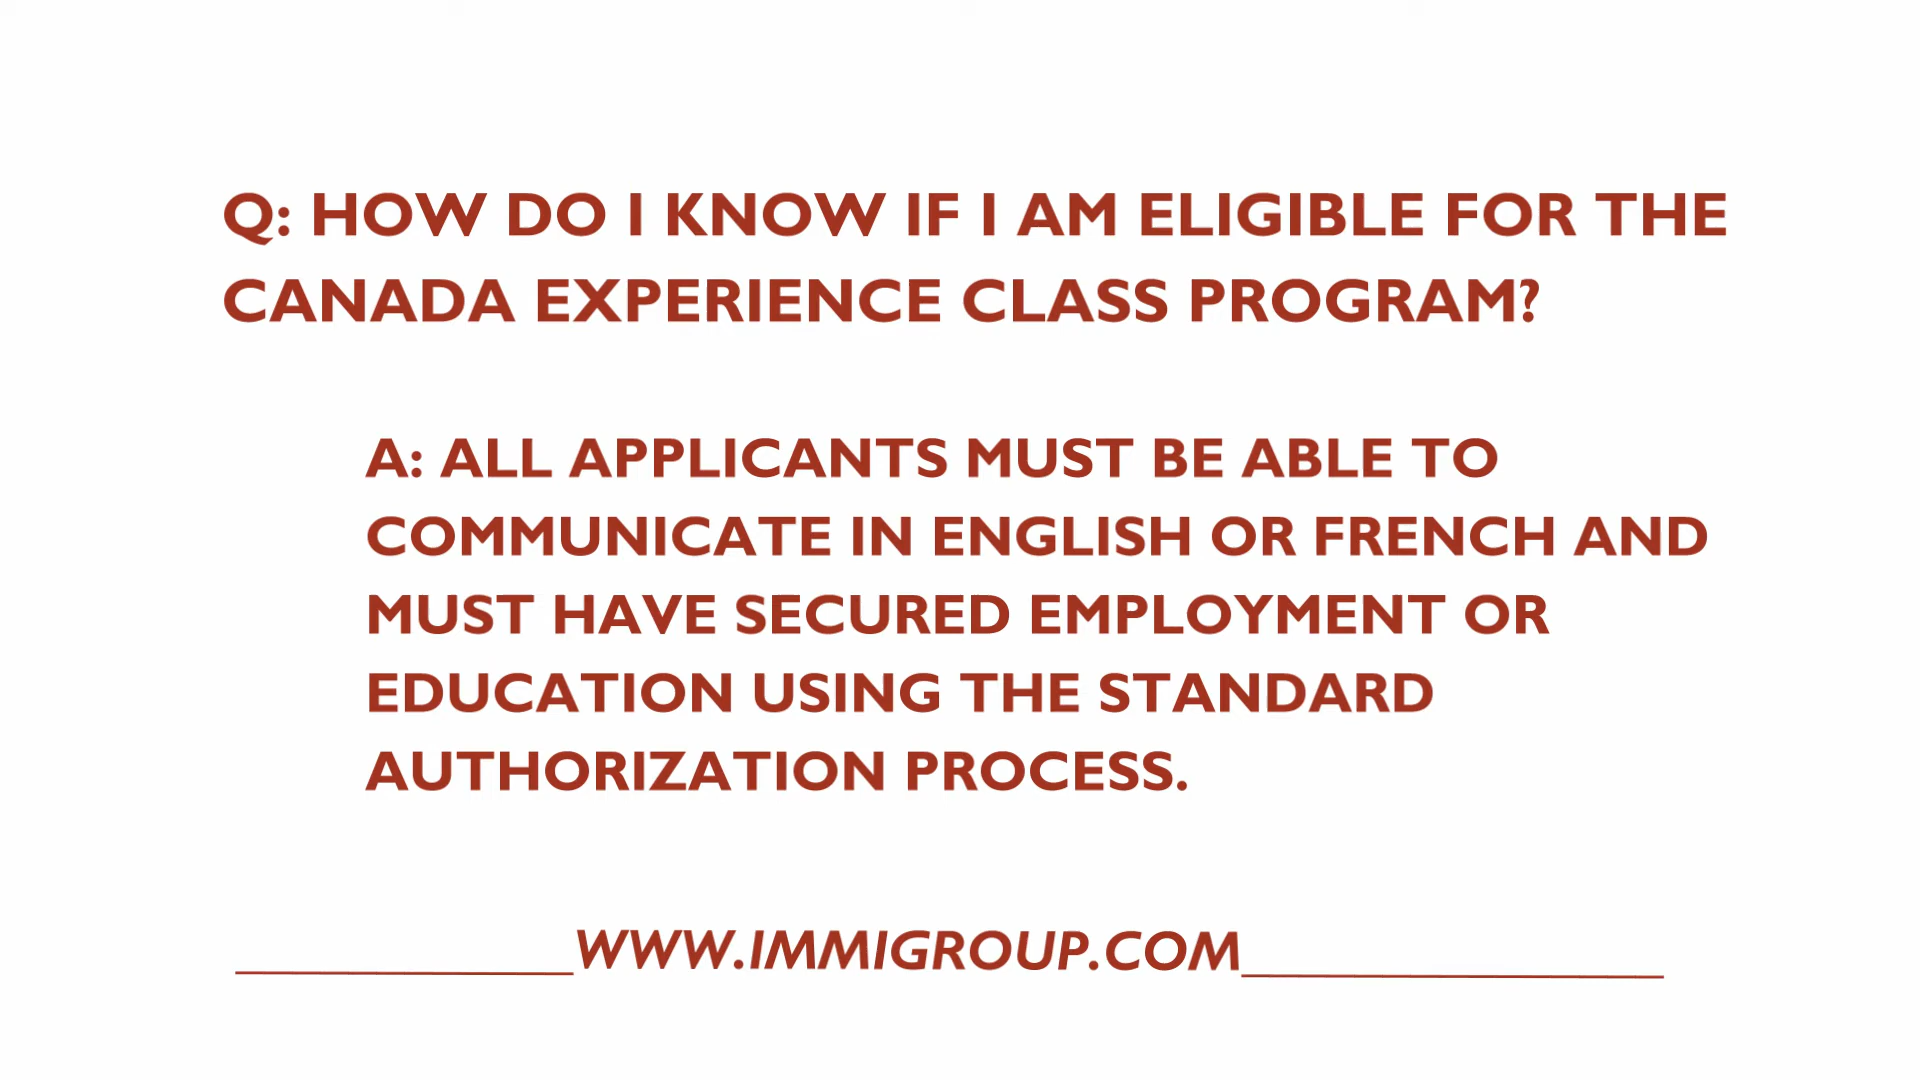 Q: HOW DO I KNOW IF I AM ELIGIBLE FOR THE
CANADA EXPERIENCE CLASS PROGRAM?
A: ALL APPLICANTS MUST BE ABLE TO
COMMUNICATE IN ENGLISH OR FRENCH AND
MUST HAVE SECURED EMPLOYMENT OR
EDUCATION USING THE STANDARD
AUTHORIZATION PROCESS.
WWW.IMMIGROUP.COM